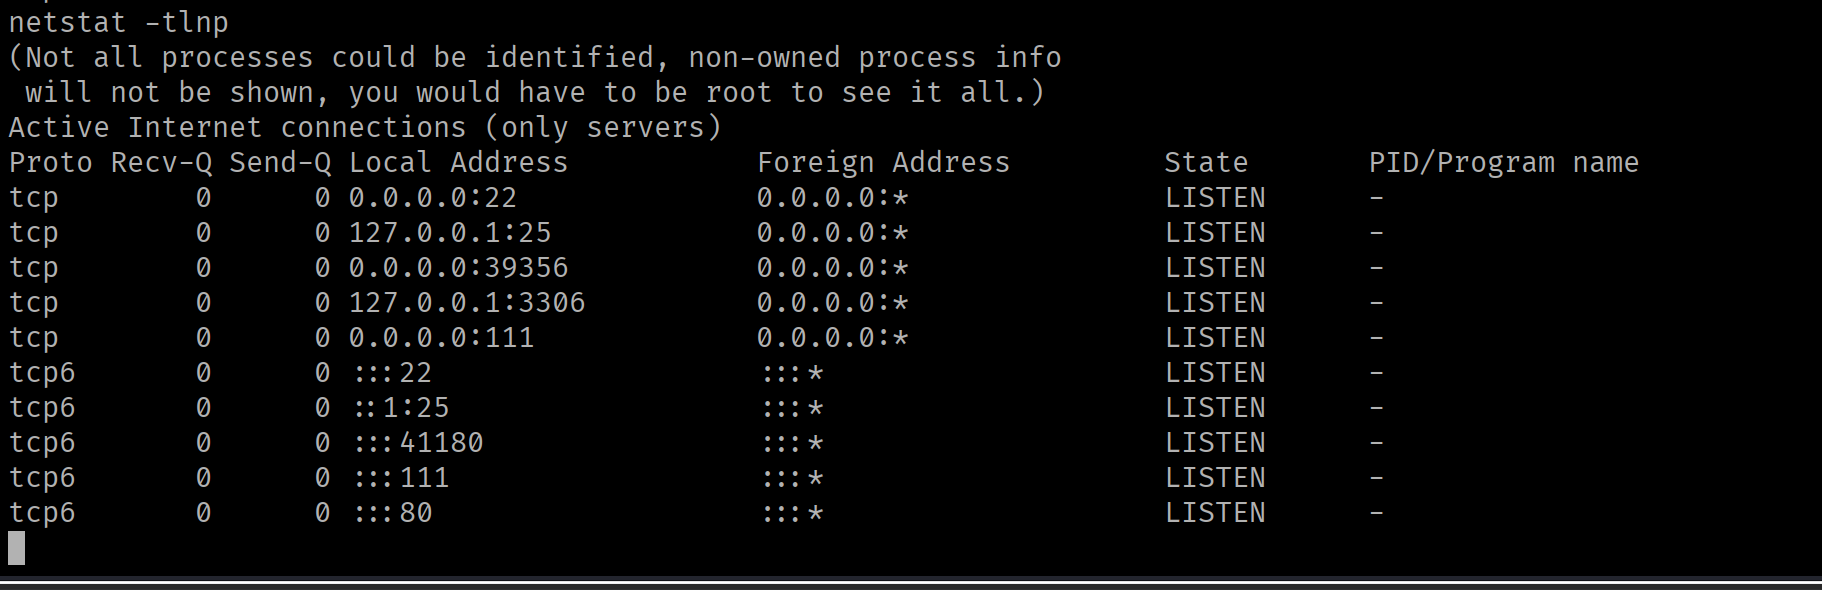 netstat -tlnp
(Not all processes could be identified, non-owned process info
 will not be shown, you would have to be root to see it all.)
Active Internet connections (only servers)
Proto Recv-Q Send-Q Local Address           Foreign Address         State       PID/Program name
tcp        0      0 0.0.0.0:22              0.0.0.0:*               LISTEN      -
tcp        0      0 127.0.0.1:25            0.0.0.0:*               LISTEN      -
tcp        0      0 0.0.0.0:39356           0.0.0.0:*               LISTEN      -
tcp        0      0 127.0.0.1:3306          0.0.0.0:*               LISTEN      -
tcp        0      0 0.0.0.0:111             0.0.0.0:*               LISTEN      -
tcp6       0      0 :::22                   :::*                    LISTEN      -
tcp6       0      0 ::1:25                  :::*                    LISTEN      -
tcp6       0      0 :::41180                :::*                    LISTEN      -
tcp6       0      0 :::111                  :::*                    LISTEN      -
tcp6       0      0 :::80                   :::*                    LISTEN      -